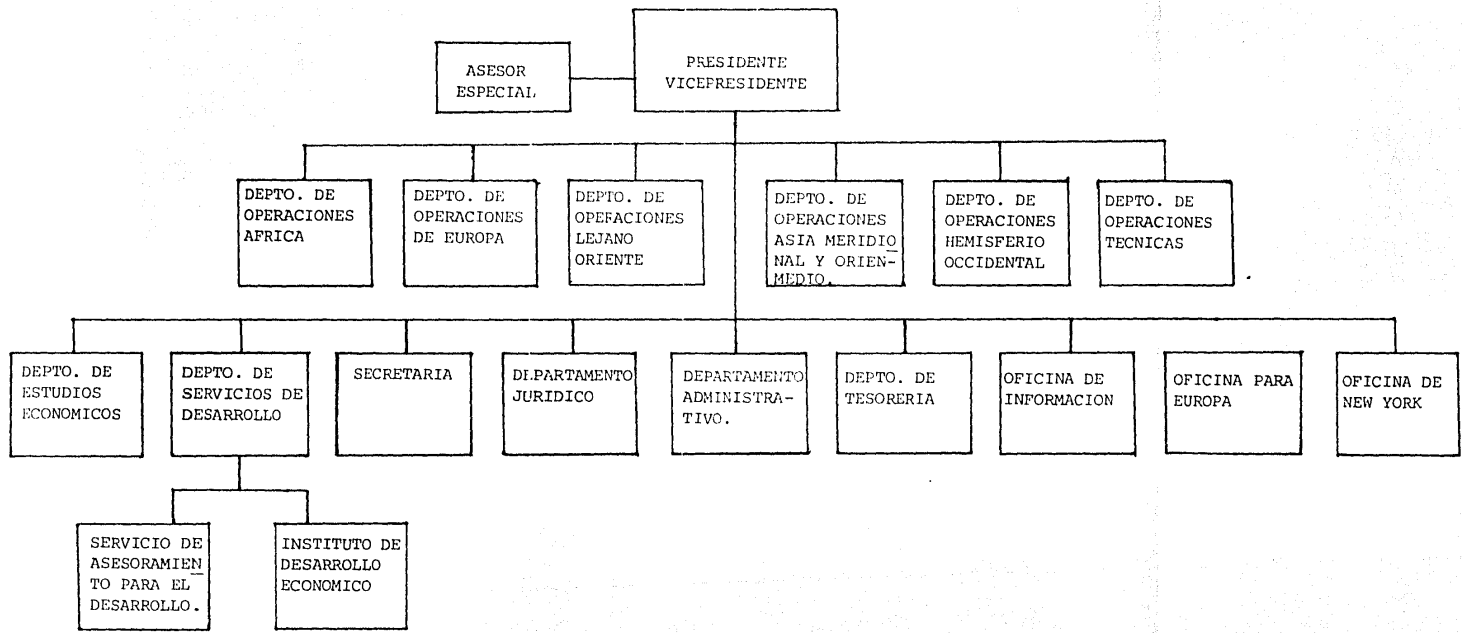 ASESOR
ESPECIAL
PRESIDENTE
VICEPRESIDENTE
DEPTO. DE
OPERACIONES
AFRICA
DEPTO. DE
OPERACIONES
DE EUROPA
DEPTO. DE
OPEFACIONES
LEJANO
ORIENTE
DEPTO. DE
OPERACIONES
ASIA MERIDIO
NAL Y ORIEN-
MEDIO.
DEPTO. DE
OPERACIONES
HEMISFERIO
OCCIDENTAL
DEPTO. DE
OPERACIONES
TECNICAS
DEPTO. DE
ESTUDIOS
ECONOMICOS
DEPTO. DE
SERVICIOS DE
DESARROLLO
SECRETARIA
DEPARTAMENTO
JURIDICO
DEPARTAMENTO
ADMINISTRA-
TIVO.
DEPTO. DE
TESORERIA
OFICINA DE
INFORMACION
OFICINA PARA
EUROPA
OFICINA DE
NEW YORK
SERVICIO DE
ASESORAMIEN
TO PARA EL
DESARROLLO.
INSTITUTO DE
DESARROLLO
ECONOMICO